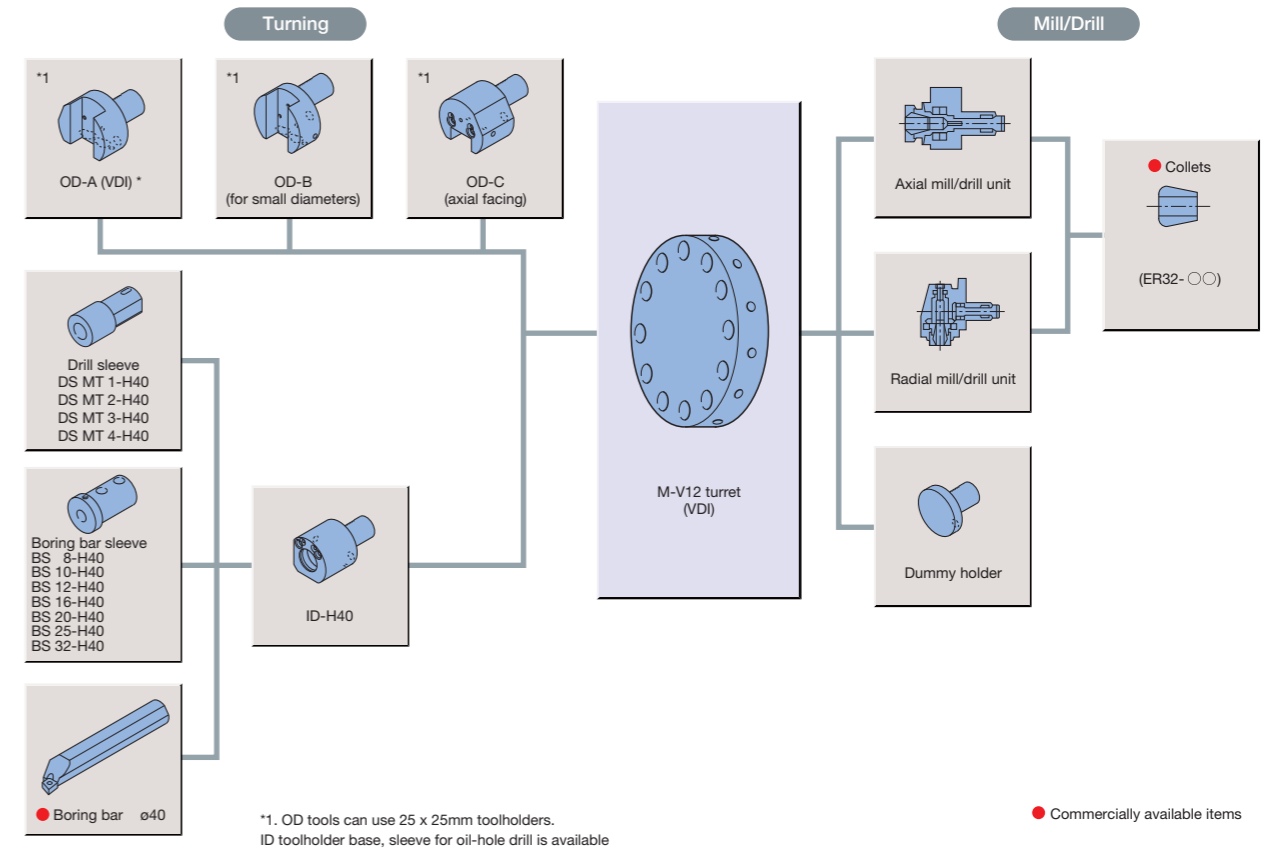 Turning
Mill/Drill
*1
OD-A (VDI) *
*1
OD-B
(for small diameters)
*1
OD-C
(axial facing)
Drill sleeve
DS MT 1-H40
DS MT 2-H40
DS MT 3-H40
DS MT 4-H40
Boring bar sleeve
BS 8-H40
BS 10-H40
BS 12-H40
BS 16-H40
BS 20-H40
BS 25-H40
BS 32-H40
Boring bar ø40
ID-H40
M-V12 turret
(VDI)
Axial mill/drill unit
Radial mill/drill unit
Dummy holder
Collets
(ER32-○○)
*1. OD tools can use 25 x 25mm toolholders.
ID toolholder base, sleeve for oil-hole drill is available
Commercially available items